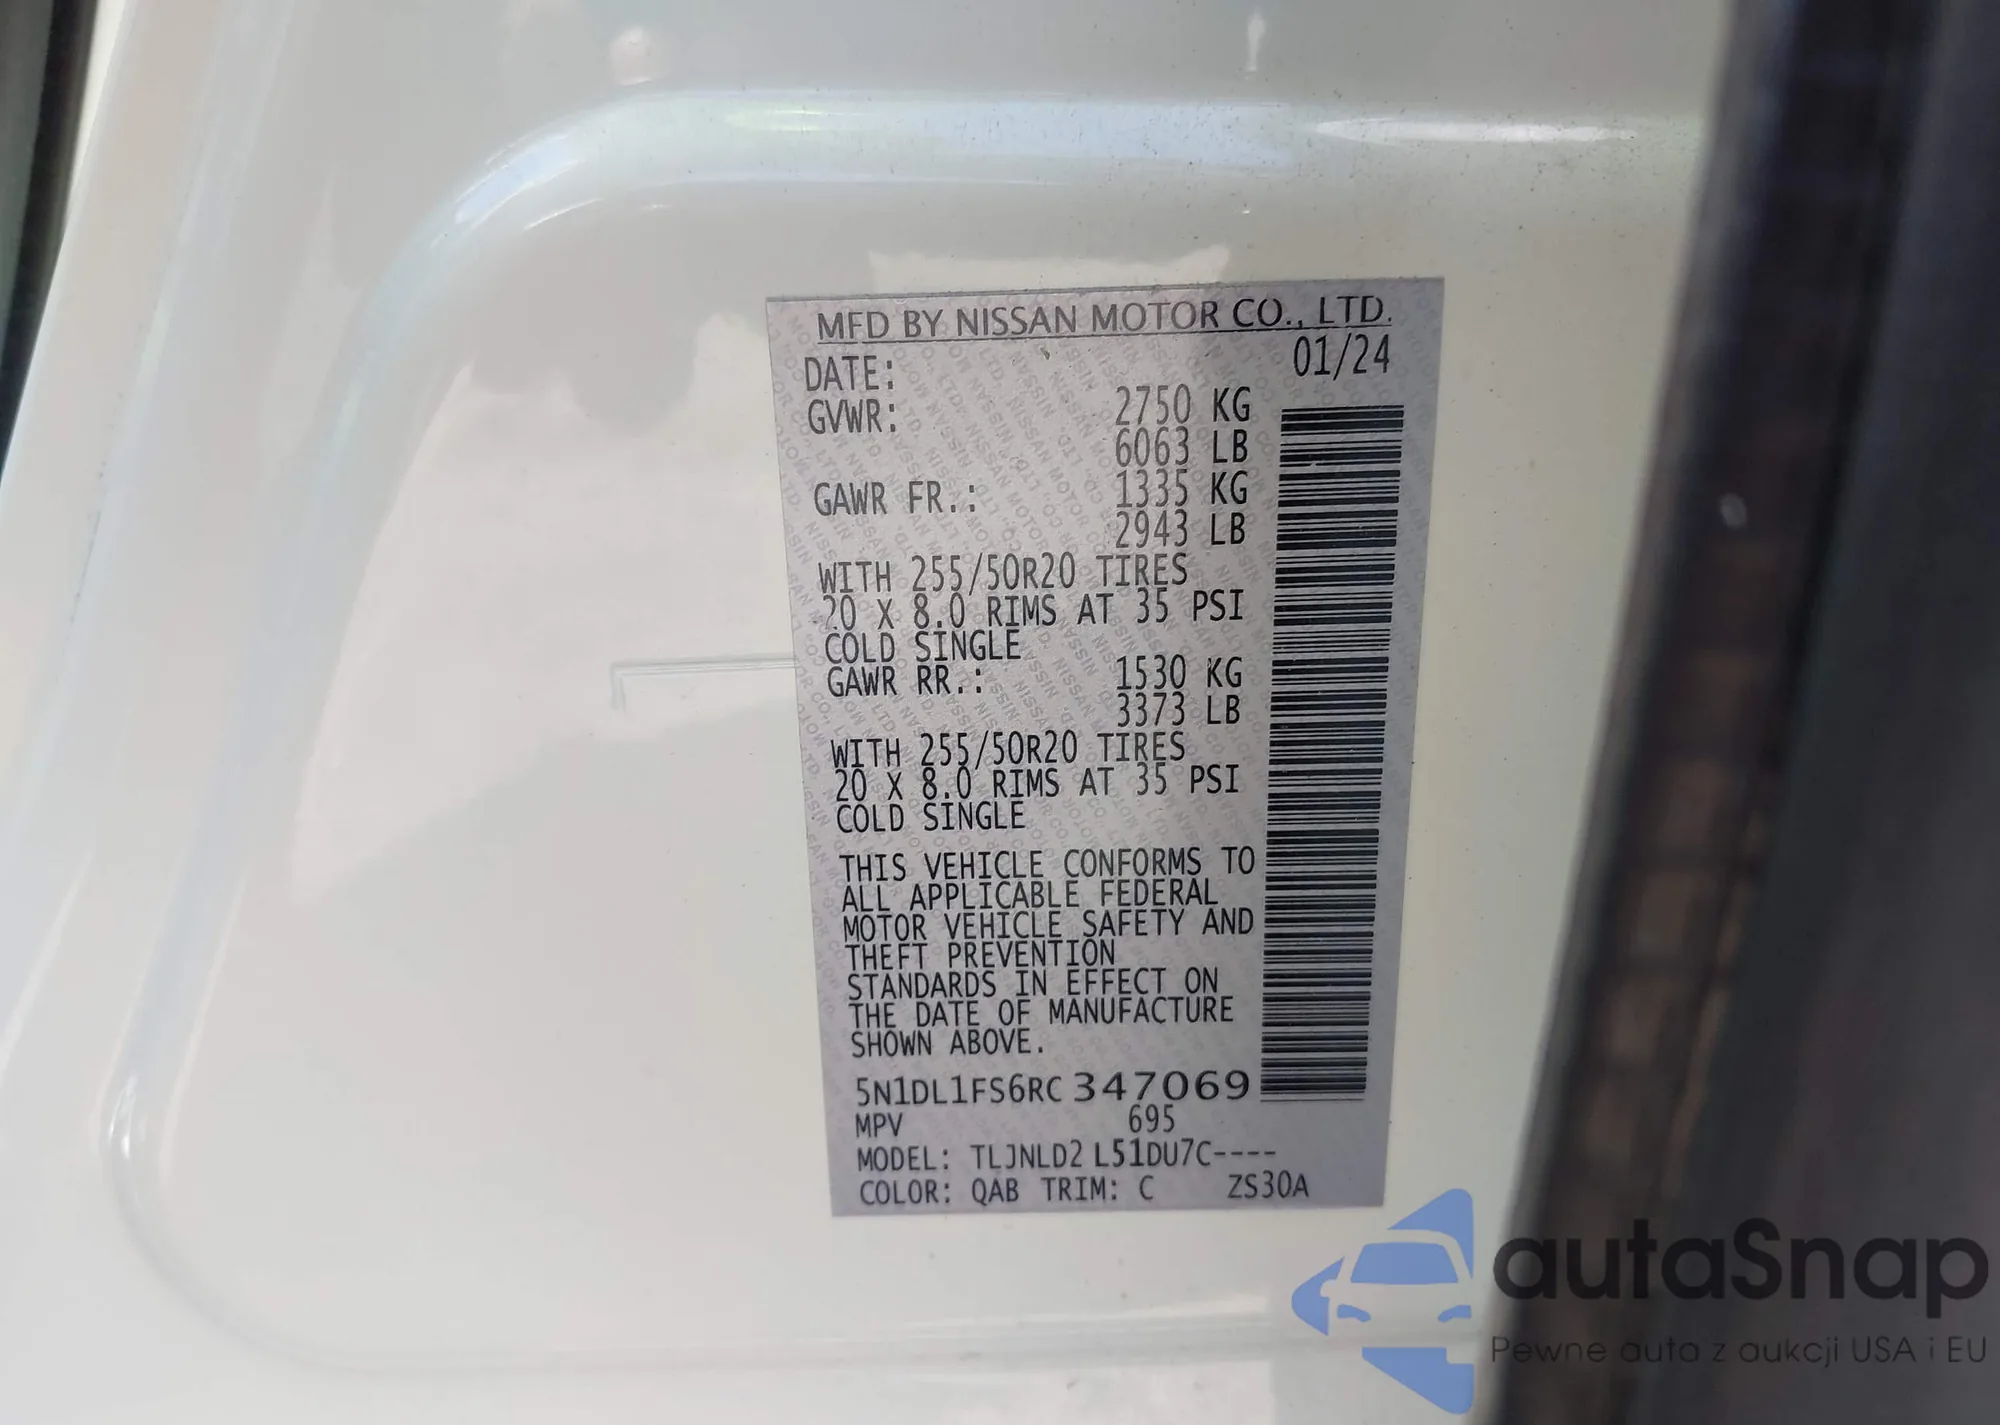 MFD BY NISSAN MOTOR CO., LTD.
DATE: 01/24
GVWR: 2750 KG
6063 LB
GAWR FR.: 1335 KG
2943 LB
WITH 255/50R20 TIRES
20 X 8.0 RIMS AT 35 PSI
COLD SINGLE
GAWR RR.: 1530 KG
3373 LB
WITH 255/50R20 TIRES
20 X 8.0 RIMS AT 35 PSI
COLD SINGLE
THIS VEHICLE CONFORMS TO
ALL APPLICABLE FEDERAL
MOTOR VEHICLE SAFETY AND
THEFT PREVENTION
STANDARDS IN EFFECT ON
THE DATE OF MANUFACTURE
SHOWN ABOVE.
5N1DL1FS6RC347069
MPV 695
MODEL: TLJNLD2 L51DU7C----
COLOR: QAB TRIM: C ZS30A
autaSnap
Pewne auta z aukcji USA i EU